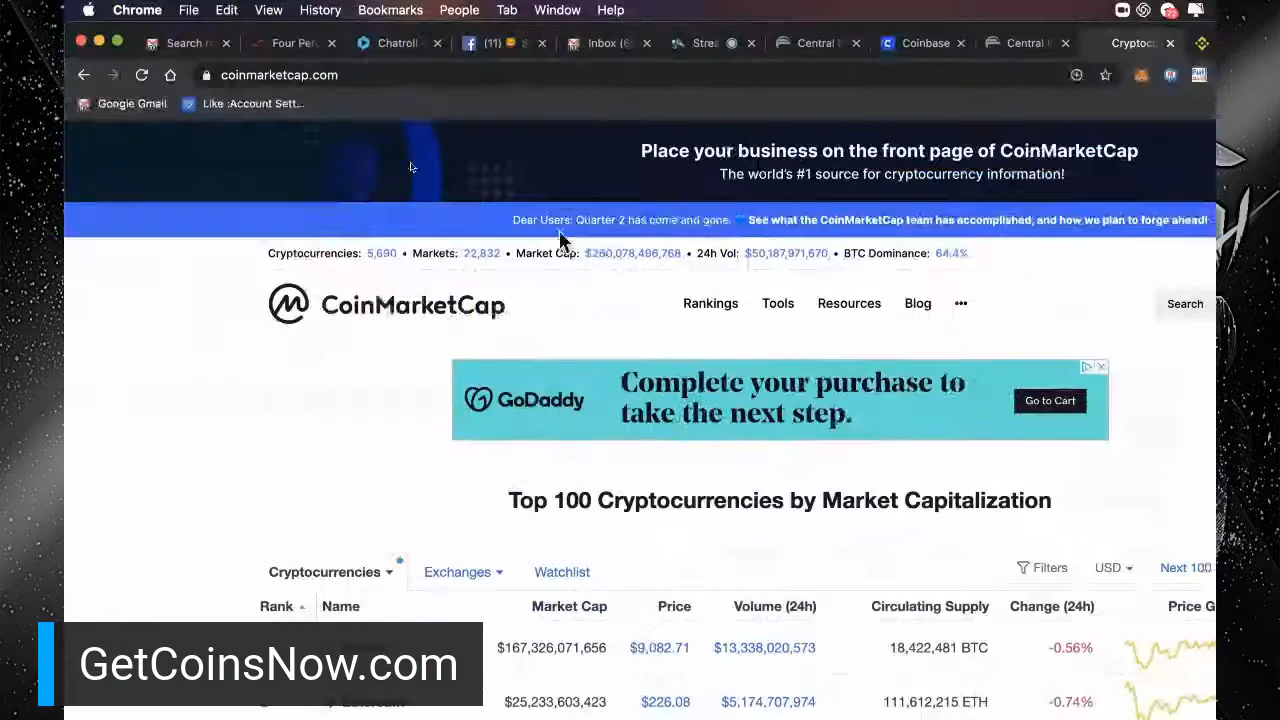 Chrome File Edit View History Bookmarks People Tab Window Help
Search r Four Per Chatroll - (11) B Inbox (6 Strea Central Coinbase Central Cryptoc
coinmarketcap.com
Google Gmail Like :Account Sett...
Place your business on the front page of CoinMarketCap
The world's #1 source for cryptocurrency information!
Dear Users: Quarter 2 has come and gone. See what the CoinMarketCap team has accomplished, and how we plan to forge ahead!
Cryptocurrencies: 5,690 • Markets: 22,832 • Market Cap: $260,078,496,768 • 24h Vol: $50,187,971,670 • BTC Dominance: 64.4%
CoinMarketCap Rankings Tools Resources Blog ••• Search
GoDaddy Complete your purchase to take the next step. Go to Cart
Top 100 Cryptocurrencies by Market Capitalization
Cryptocurrencies Exchanges Watchlist Filters USD Next 100
Rank Name Market Cap Price Volume (24h) Circulating Supply Change (24h) Price G
$167,326,071,656 $9,082.71 $13,338,020,573 18,422,481 BTC -0.56%
$25,233,603,423 $226.08 $5,174,707,974 111,612,215 ETH -0.74%
GetCoinsNow.com